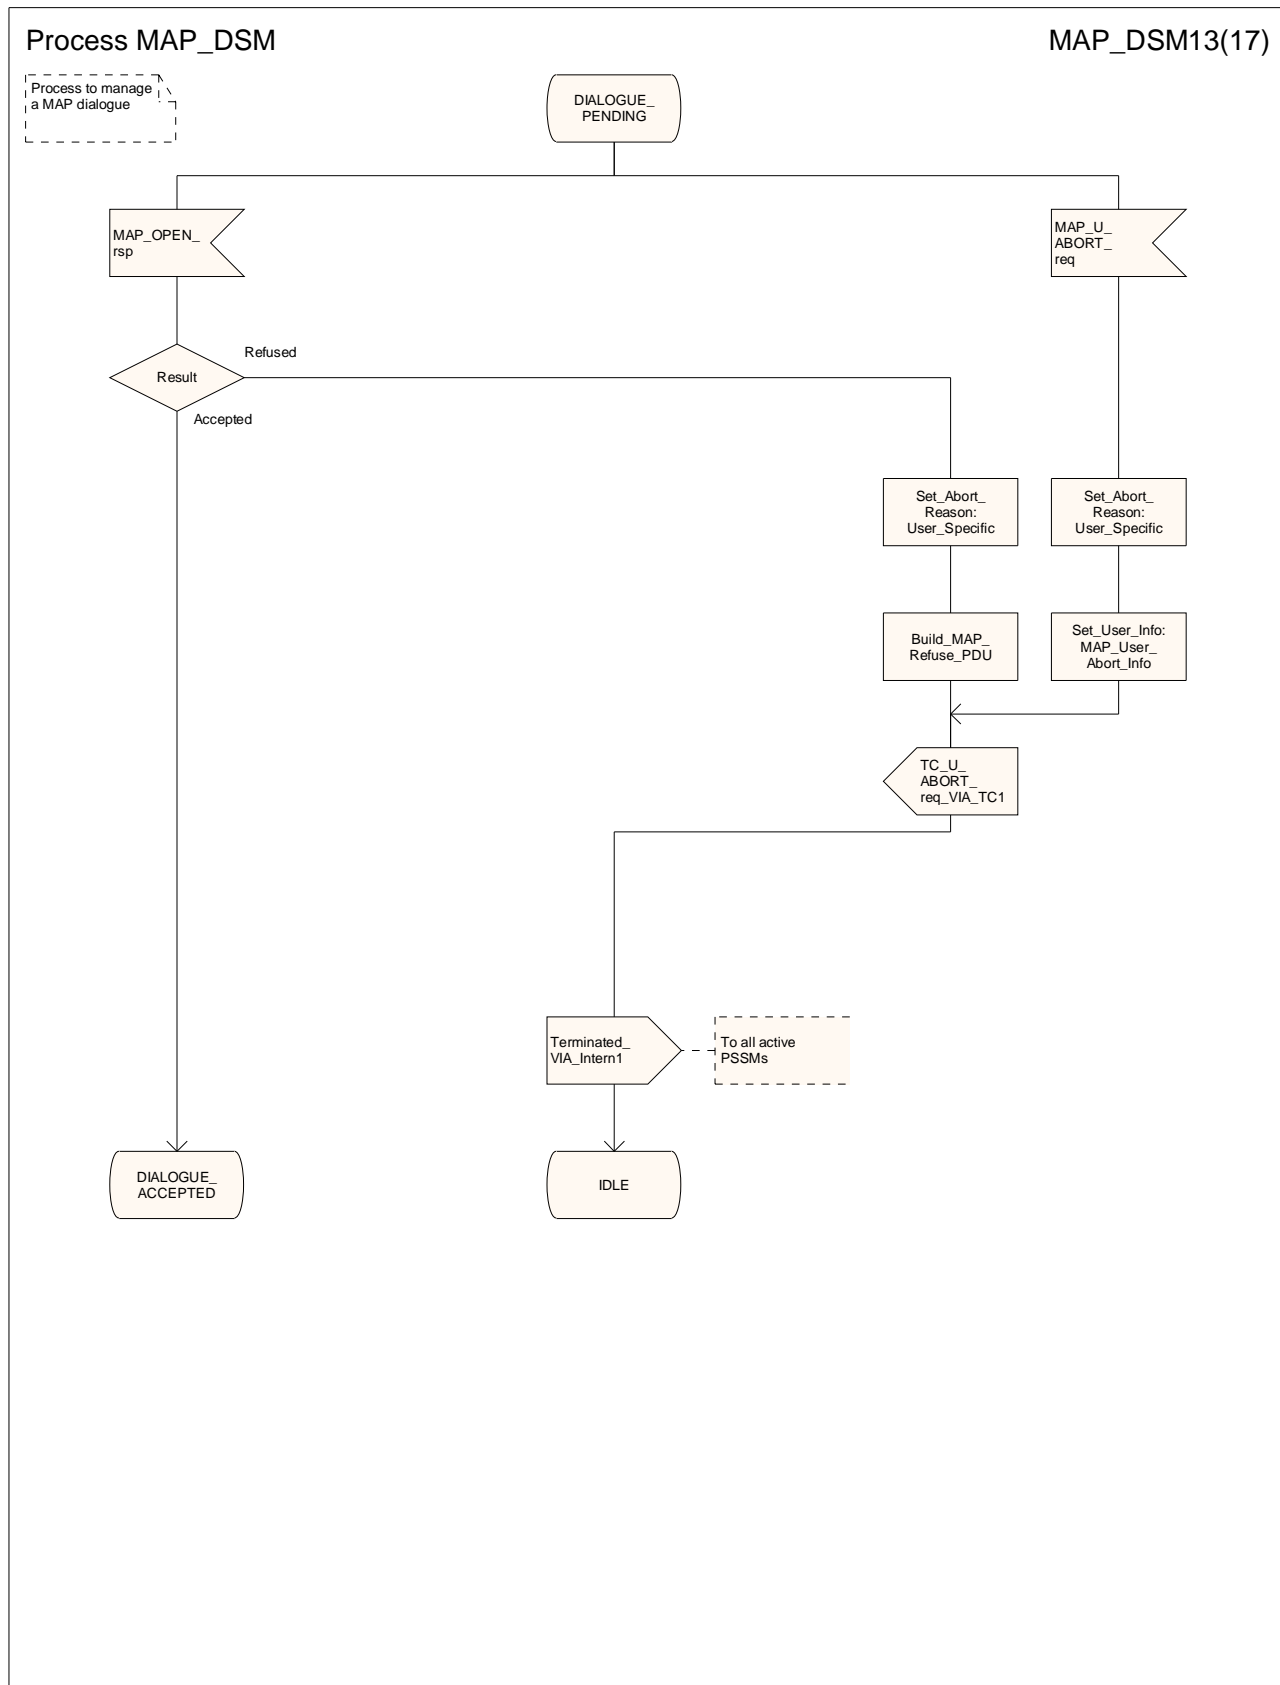 Process MAP_DSM
MAP_DSM13(17)
Process to manage
a MAP dialogue
DIALOGUE_
PENDING
MAP_OPEN_
rsp
MAP_U_
ABORT_
req
Result
Refused
Accepted
Set_Abort_
Reason:
User_Specific
Set_Abort_
Reason:
User_Specific
Build_MAP_
Refuse_PDU
Set_User_Info:
MAP_User_
Abort_Info
TC_U_
ABORT_
req_VIA_TC1
Terminated_
VIA_Intern1
To all active
PSSMs
DIALOGUE_
ACCEPTED
IDLE